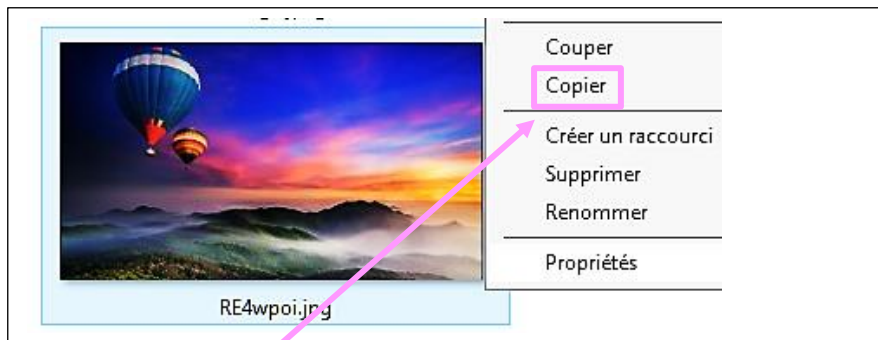 Couper
Copier
Créer un raccourci
Supprimer
Renommer
Propriétés
RE4wpoi.jpg